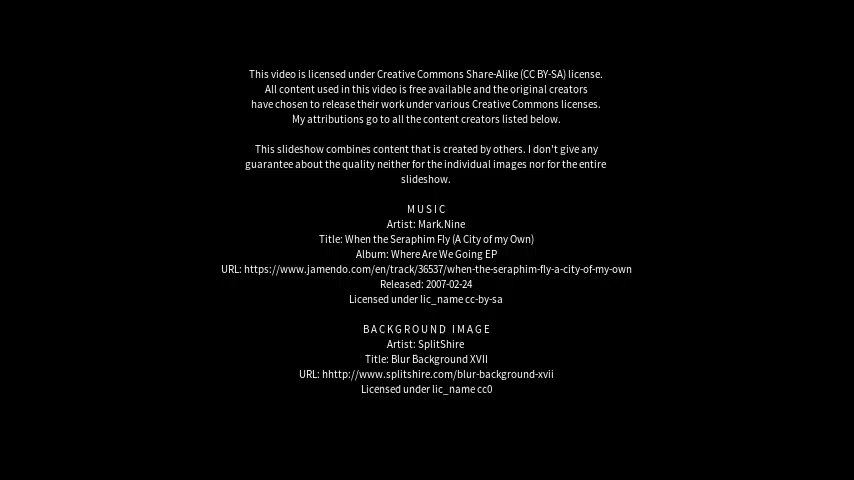 This video is licensed under Creative Commons Share-Alike (CC BY-SA) license.
All content used in this video is free available and the original creators
have chosen to release their work under various Creative Commons licenses.
My attributions go to all the content creators listed below.
This slideshow combines content that is created by others. I don't give any
guarantee about the quality neither for the individual images nor for the entire
slideshow.
MUSIC
Artist: Mark.Nine
Title: When the Seraphim Fly (A City of my Own)
Album: Where Are We Going EP
URL: https://www.jamendo.com/en/track/36537/when-the-seraphim-fly-a-city-of-my-own
Released: 2007-02-24
Licensed under lic_name cc-by-sa
BACKGROUND IMAGE
Artist: SplitShire
Title: Blur Background XVII
URL: hhttp://www.splitshire.com/blur-background-xvii
Licensed under lic_name cc0